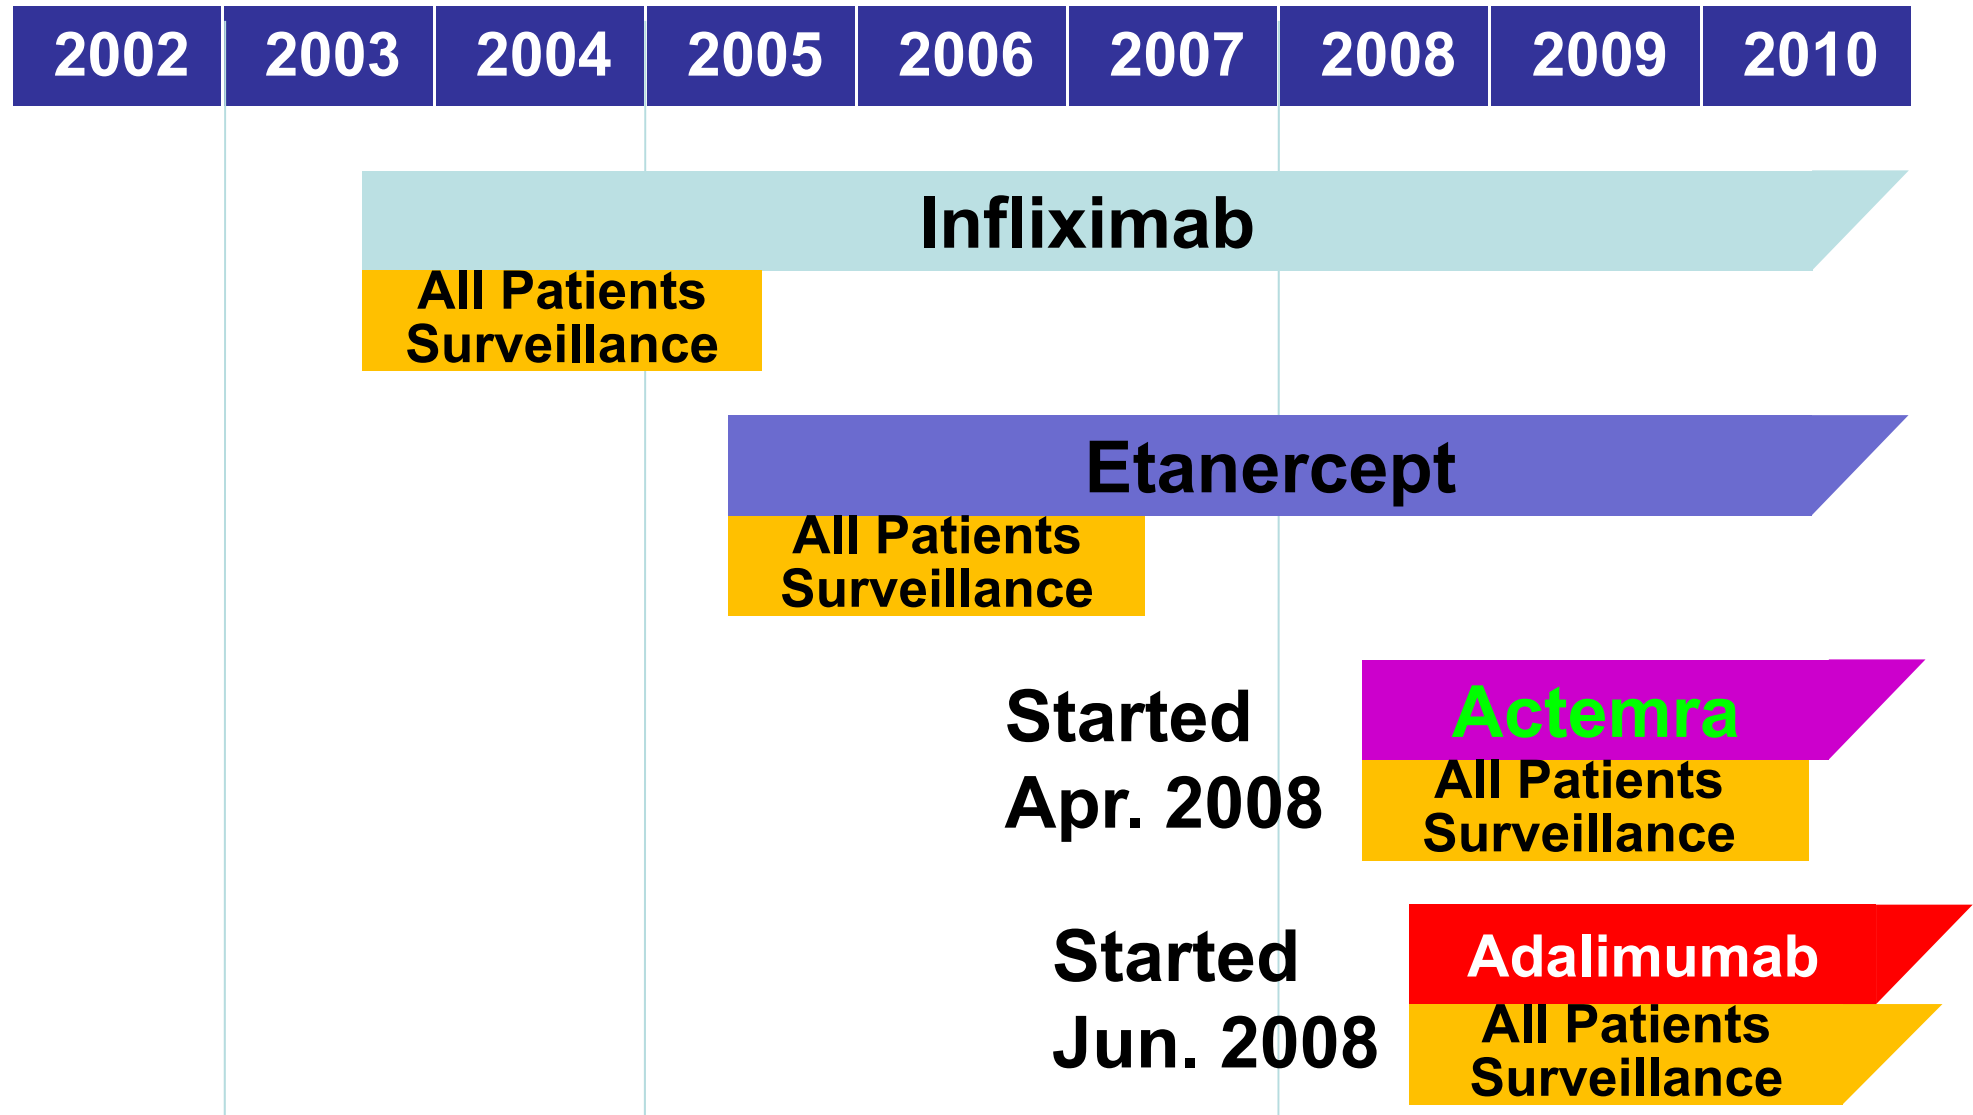 2002 2003 2004 2005 2006 2007 2008 2009 2010
Infliximab
All Patients
Surveillance
Etanercept
All Patients
Surveillance
Started
Apr. 2008
Actemra
All Patients
Surveillance
Started
Jun. 2008
Adalimumab
All Patients
Surveillance